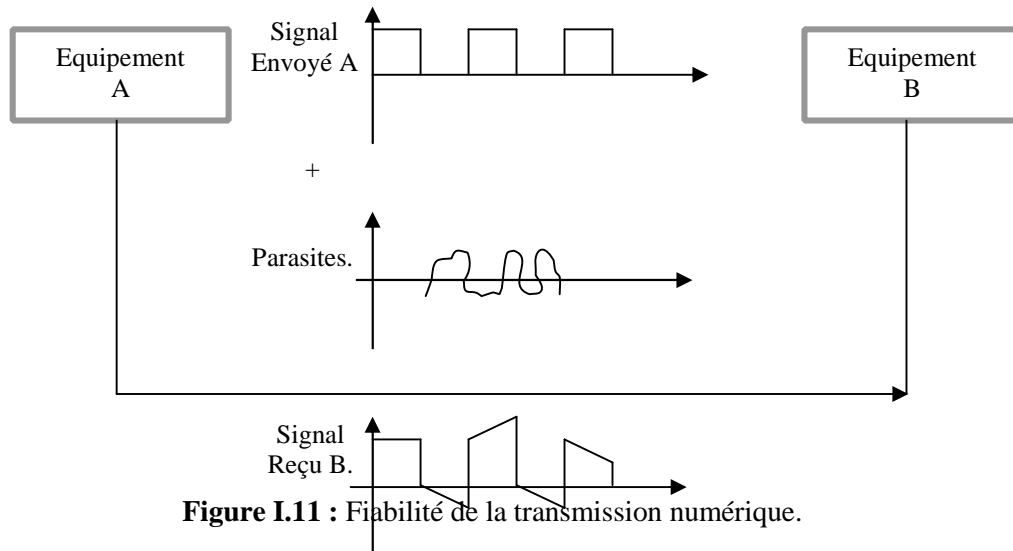 Equipement
A
Signal
Envoyé A
Equipement
B
+
Parasites.
Signal
Reçu B.
Figure I.11 : Fiabilité de la transmission numérique.